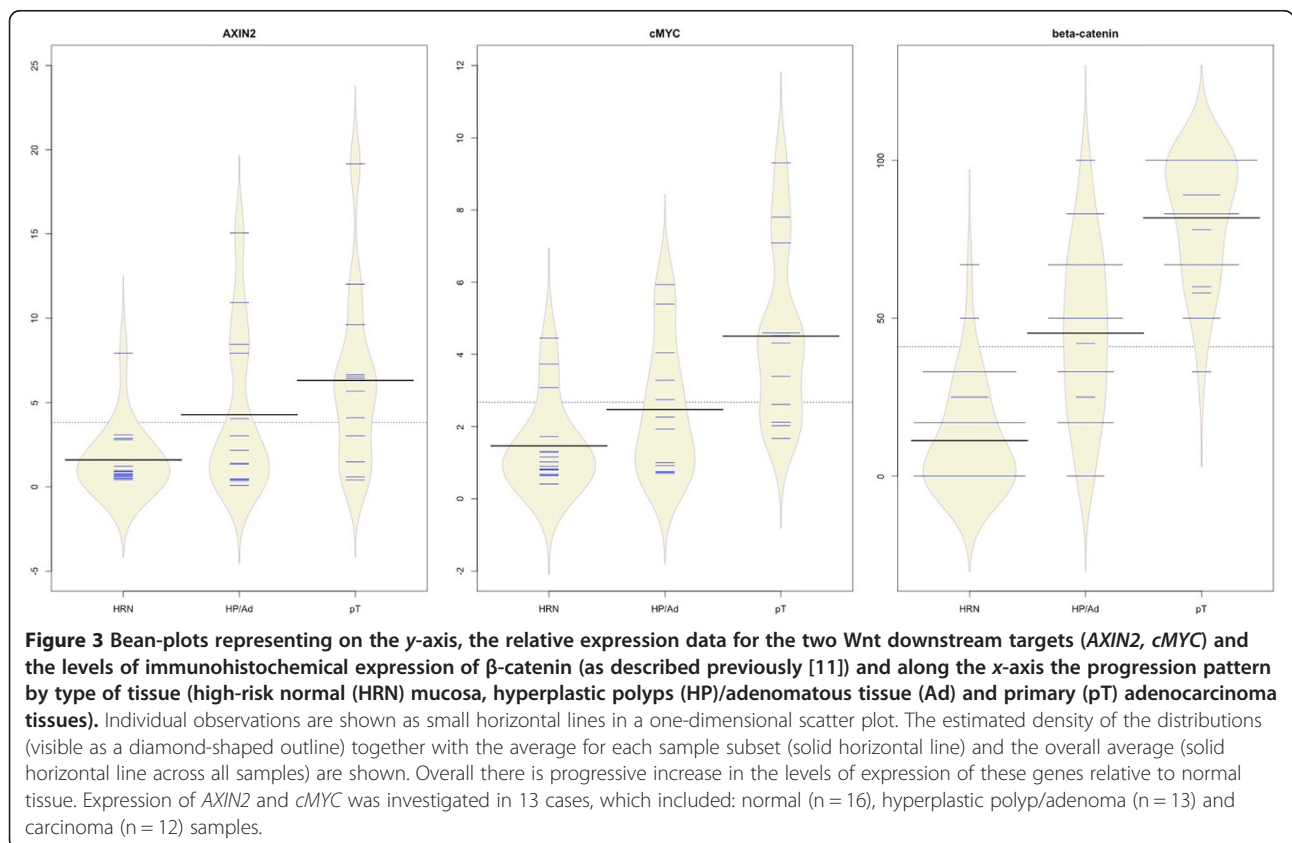 AXIN2
25
20
15
10
5
0
-5
HRN
HP/Ad
pT
cMYC
12
10
8
6
4
2
0
-2
HRN
HP/Ad
pT
beta-catenin
100
50
0
HRN
HP/Ad
pT
Figure 3 Bean-plots representing on the y-axis, the relative expression data for the two Wnt downstream targets (AXIN2, cMYC) and
the levels of immunohistochemical expression of β-catenin (as described previously [11]) and along the x-axis the progression pattern
by type of tissue (high-risk normal (HRN) mucosa, hyperplastic polyps (HP)/adenomatous tissue (Ad) and primary (pT) adenocarcinoma
tissues). Individual observations are shown as small horizontal lines in a one-dimensional scatter plot. The estimated density of the distributions
(visible as a diamond-shaped outline) together with the average for each sample subset (solid horizontal line) and the overall average (solid
horizontal line across all samples) are shown. Overall there is progressive increase in the levels of expression of these genes relative to normal
tissue. Expression of AXIN2 and cMYC was investigated in 13 cases, which included: normal (n = 16), hyperplastic polyp/adenoma (n = 13) and
carcinoma (n = 12) samples.